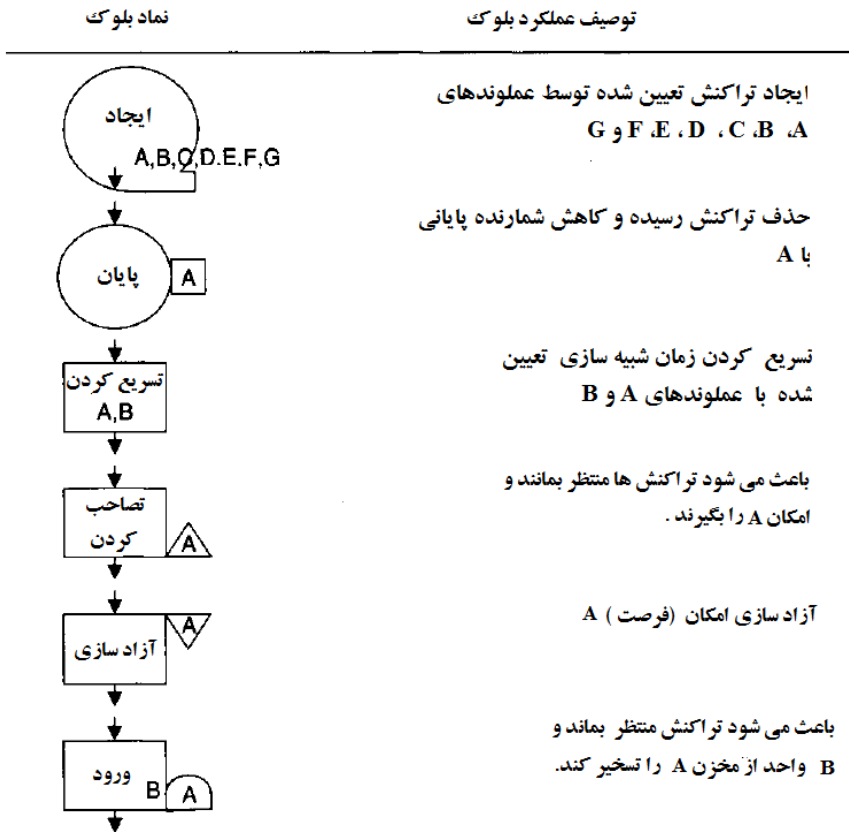 توصیف عملکرد بلوک
نماد بلوک
ایجاد تراکنش تعیین شده توسط عملوندهای
A، B، C ، D ، E، F و G
ایجاد
A,B,C,D.E,F,G
حذف تراکنش رسیده و کاهش شمارنده پایانی
با A
پایان
A
تسریع کردن زمان شبیه سازی تعیین
شده با عملوندهای A و B
تسریع کردن
A,B
باعث می شود تراکنش ها منتظر بمانند و
امکان A را بگیرند .
تصاحب
کردن
A
آزاد سازی امکان (فرصت ) A
A
آزاد سازی
باعث می شود تراکنش منتظر بماند و
B واحد از مخزن A را تسخیر کند.
ورود
B
A